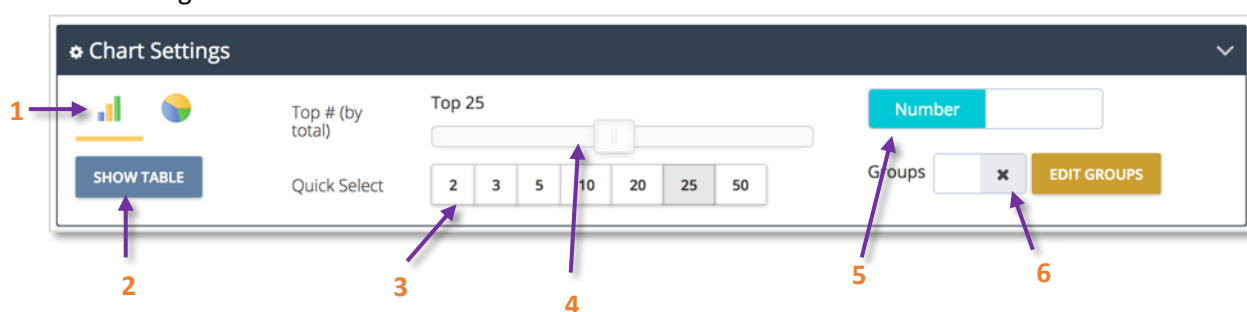 Chart Settings
1
Top # (by
total)
Top 25
Number
SHOW TABLE
Quick Select
2 3 5 10 20 25 50
Groups
EDIT GROUPS
2
3
4
5
6